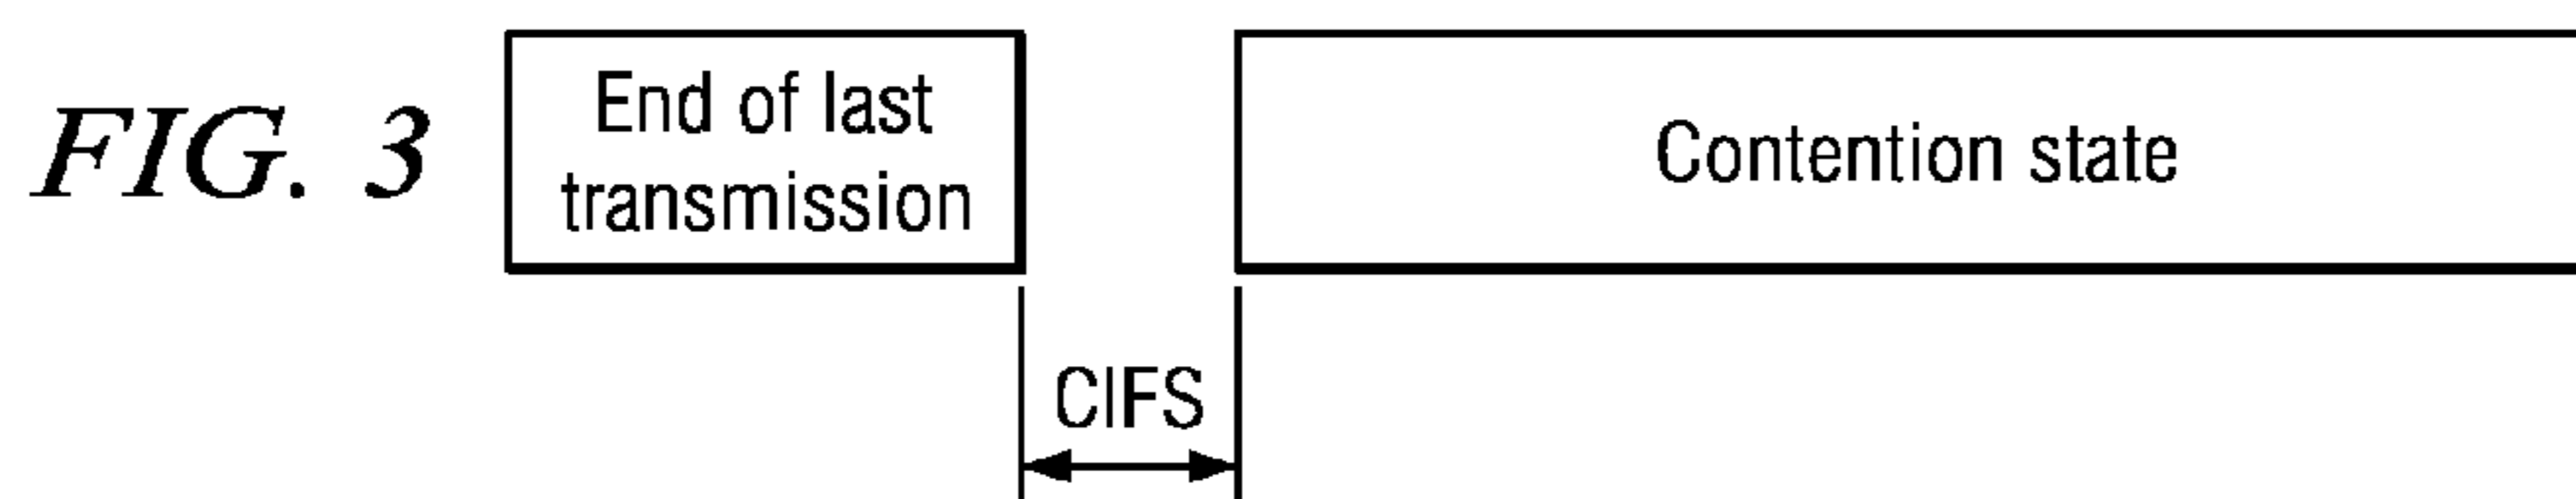 FIG. 3
End of last
transmission
Contention state
CIFS